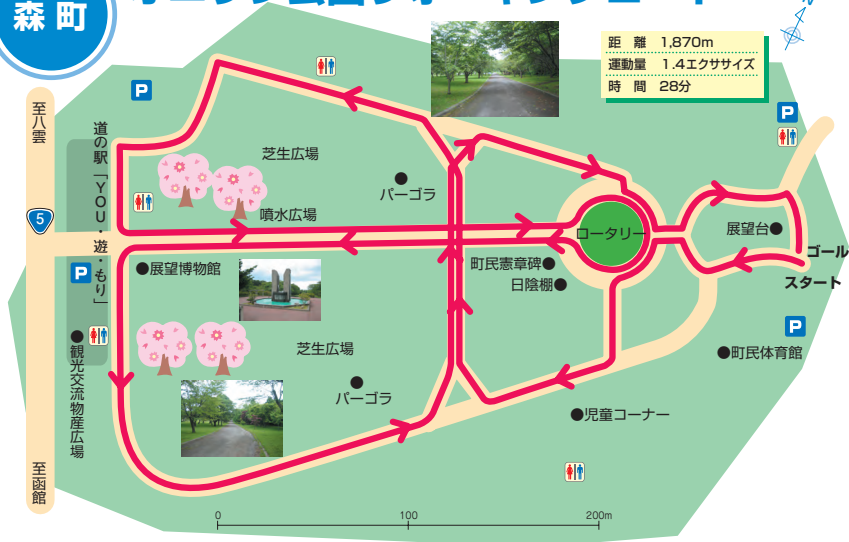 森町
距離 1,870m
運動量 1.4エクササイズ
時間 28分
至八雲
道の駅「YOU・遊・もり」
P
P
芝生広場
パーゴラ
噴水広場
5
ロータリー
展望台
ゴール
スタート
P
展望博物館
町民憲章碑
日陰棚
P
観光交流物産広場
芝生広場
町民体育館
パーゴラ
児童コーナー
至函館
0 100 200m